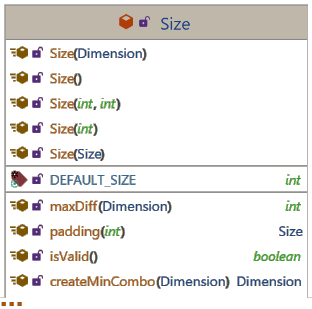 Size
Size(Dimension)
Size()
Size(int, int)
Size(int)
Size(Size)
DEFAULT_SIZE int
maxDiff(Dimension) int
padding(int) Size
isValid() boolean
createMinCombo(Dimension) Dimension